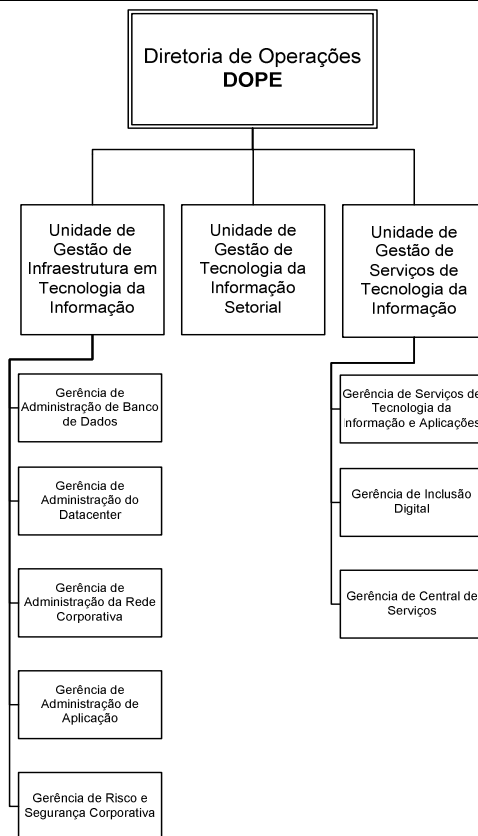 Diretoria de Operações
DOPE
Unidade de
Gestão de
Infraestrutura em
Tecnologia da
Informação
Unidade de
Gestão de
Tecnologia da
Informação
Setorial
Unidade de
Gestão de
Serviços de
Tecnologia da
Informação
Gerência de
Administração de Banco
de Dados
Gerência de
Administração do
Datacenter
Gerência de
Administração da Rede
Corporativa
Gerência de
Administração de
Aplicação
Gerência de Risco e
Segurança Corporativa
Gerência de Serviços de
Tecnologia da
Informação e Aplicações
Gerência de Inclusão
Digital
Gerência de Central de
Serviços